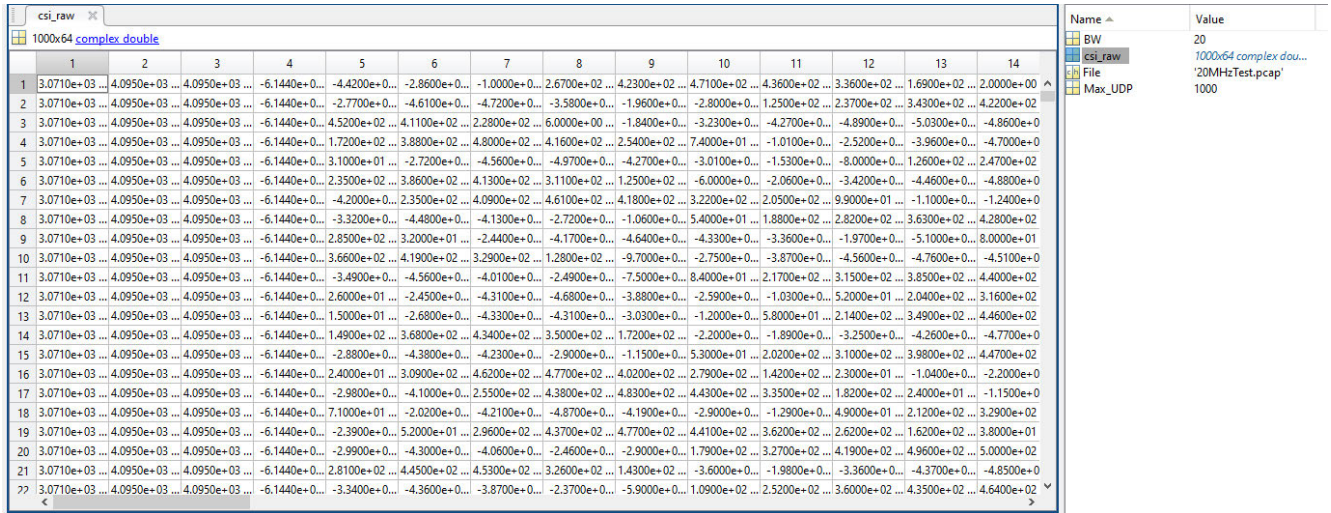 csi_raw
1000x64 complex double
1 2 3 4 5 6 7 8 9 10 11 12 13 14
1 3.0710e+03 ... 4.0950e+03 ... 4.0950e+03 ... -6.1440e+0... -4.4200e+0... -2.8600e+0... -1.0000e+0... 2.6700e+02 ... 4.2300e+02 ... 4.7100e+02 ... 4.3600e+02 ... 3.3600e+02 ... 1.6900e+02 ... 2.0000e+00
2 3.0710e+03 ... 4.0950e+03 ... 4.0950e+03 ... -6.1440e+0... -2.7700e+0... -4.6100e+0... -4.7200e+0... -3.5800e+0... -1.9600e+0... -2.8000e+0... 1.2500e+02 ... 2.3700e+02 ... 3.4300e+02 ... 4.2200e+02
3 3.0710e+03 ... 4.0950e+03 ... 4.0950e+03 ... -6.1440e+0... 4.5200e+02 ... 4.1100e+02 ... 2.2800e+02 ... 6.0000e+00 ... -1.8400e+0... -3.2300e+0... -4.2700e+0... -4.8900e+0... -5.0300e+0... -4.8600e+0
4 3.0710e+03 ... 4.0950e+03 ... 4.0950e+03 ... -6.1440e+0... 1.7200e+02 ... 3.8800e+02 ... 4.8000e+02 ... 4.1600e+02 ... 2.5400e+02 ... 7.4000e+01 ... -1.0100e+0... -2.5200e+0... -3.9600e+0... -4.7000e+0
5 3.0710e+03 ... 4.0950e+03 ... 4.0950e+03 ... -6.1440e+0... 3.1000e+01 ... -2.7200e+0... -4.5600e+0... -4.9700e+0... -4.2700e+0... -3.0100e+0... -1.5300e+0... -8.0000e+0... 1.2600e+02 ... 2.4700e+02
6 3.0710e+03 ... 4.0950e+03 ... 4.0950e+03 ... -6.1440e+0... 2.3500e+02 ... 3.8600e+02 ... 4.1300e+02 ... 3.1100e+02 ... 1.2500e+02 ... -6.0000e+0... -2.0600e+0... -3.4200e+0... -4.4600e+0... -4.8800e+0
7 3.0710e+03 ... 4.0950e+03 ... 4.0950e+03 ... -6.1440e+0... -4.2000e+0... 2.3500e+02 ... 4.0900e+02 ... 4.6100e+02 ... 4.1800e+02 ... 3.2200e+02 ... 2.0500e+02 ... 9.9000e+01 ... -1.1000e+0... -1.2400e+0
8 3.0710e+03 ... 4.0950e+03 ... 4.0950e+03 ... -6.1440e+0... -3.3200e+0... -4.4800e+0... -4.1300e+0... -2.7200e+0... -1.0600e+0... 5.4000e+01 ... 1.8800e+02 ... 2.8200e+02 ... 3.6300e+02 ... 4.2800e+02
9 3.0710e+03 ... 4.0950e+03 ... 4.0950e+03 ... -6.1440e+0... 2.8500e+02 ... 3.2000e+01 ... -2.4400e+0... -4.1700e+0... -4.6400e+0... -4.3300e+0... -3.3600e+0... -1.9700e+0... -5.1000e+0... 8.0000e+01
10 3.0710e+03 ... 4.0950e+03 ... 4.0950e+03 ... -6.1440e+0... 3.6600e+02 ... 4.1900e+02 ... 3.2900e+02 ... 1.2800e+02 ... -9.7000e+0... -2.7500e+0... -3.8700e+0... -4.5600e+0... -4.7600e+0... -4.5100e+0
11 3.0710e+03 ... 4.0950e+03 ... 4.0950e+03 ... -6.1440e+0... -3.4900e+0... -4.5600e+0... -4.0100e+0... -2.4900e+0... -7.5000e+0... 8.4000e+01 ... 2.1700e+02 ... 3.1500e+02 ... 3.8500e+02 ... 4.4000e+02
12 3.0710e+03 ... 4.0950e+03 ... 4.0950e+03 ... -6.1440e+0... 2.6000e+01 ... -2.4500e+0... -4.3100e+0... -4.6800e+0... -3.8800e+0... -2.5900e+0... -1.0300e+0... 5.2000e+01 ... 2.0400e+02 ... 3.1600e+02
13 3.0710e+03 ... 4.0950e+03 ... 4.0950e+03 ... -6.1440e+0... 1.5000e+01 ... -2.6800e+0... -4.3300e+0... -4.3100e+0... -3.0300e+0... -1.2000e+0... 5.8000e+01 ... 2.1400e+02 ... 3.4900e+02 ... 4.4600e+02
14 3.0710e+03 ... 4.0950e+03 ... 4.0950e+03 ... -6.1440e+0... 1.4900e+02 ... 3.6800e+02 ... 4.3400e+02 ... 3.5000e+02 ... 1.7200e+02 ... -2.2000e+0... -1.8900e+0... -3.2500e+0... -4.2600e+0... -4.7700e+0
15 3.0710e+03 ... 4.0950e+03 ... 4.0950e+03 ... -6.1440e+0... -2.8800e+0... -4.3800e+0... -4.2300e+0... -2.9000e+0... -1.1500e+0... 5.3000e+01 ... 2.0200e+02 ... 3.1000e+02 ... 3.9800e+02 ... 4.4700e+02
16 3.0710e+03 ... 4.0950e+03 ... 4.0950e+03 ... -6.1440e+0... 2.4000e+01 ... 3.0900e+02 ... 4.6200e+02 ... 4.7700e+02 ... 4.0200e+02 ... 2.7900e+02 ... 1.4200e+02 ... 2.3000e+01 ... -1.0400e+0... -2.2000e+0
17 3.0710e+03 ... 4.0950e+03 ... 4.0950e+03 ... -6.1440e+0... -2.9800e+0... -4.1000e+0... 2.5500e+02 ... 4.3800e+02 ... 4.8300e+02 ... 4.4300e+02 ... 3.3500e+02 ... 1.8200e+02 ... 2.4000e+01 ... -1.1500e+0
18 3.0710e+03 ... 4.0950e+03 ... 4.0950e+03 ... -6.1440e+0... 7.1000e+01 ... -2.0200e+0... -4.2100e+0... -4.8700e+0... -4.1900e+0... -2.9000e+0... -1.2900e+0... 4.9000e+01 ... 2.1200e+02 ... 3.2900e+02
19 3.0710e+03 ... 4.0950e+03 ... 4.0950e+03 ... -6.1440e+0... -2.3900e+0... 5.2000e+01 ... 2.9600e+02 ... 4.3700e+02 ... 4.7700e+02 ... 4.4100e+02 ... 3.6200e+02 ... 2.6200e+02 ... 1.6200e+02 ... 3.8000e+01
20 3.0710e+03 ... 4.0950e+03 ... 4.0950e+03 ... -6.1440e+0... -2.9900e+0... -4.3000e+0... -4.0600e+0... -2.4600e+0... -2.9000e+0... 1.7900e+02 ... 3.2700e+02 ... 4.1900e+02 ... 4.9600e+02 ... 5.0000e+02
21 3.0710e+03 ... 4.0950e+03 ... 4.0950e+03 ... -6.1440e+0... 2.8100e+02 ... 4.4500e+02 ... 4.5300e+02 ... 3.2600e+02 ... 1.4300e+02 ... -3.6000e+0... -1.9800e+0... -3.3600e+0... -4.3700e+0... -4.8500e+0
22 3.0710e+03 ... 4.0950e+03 ... 4.0950e+03 ... -6.1440e+0... -3.3400e+0... -4.3600e+0... -3.8700e+0... -2.3700e+0... -5.9000e+0... 1.0900e+02 ... 2.5200e+02 ... 3.6000e+02 ... 4.3500e+02 ... 4.6400e+02
Name Value
BW 20
csi_raw 1000x64 complex dou...
File '20MHzTest.pcap'
Max_UDP 1000